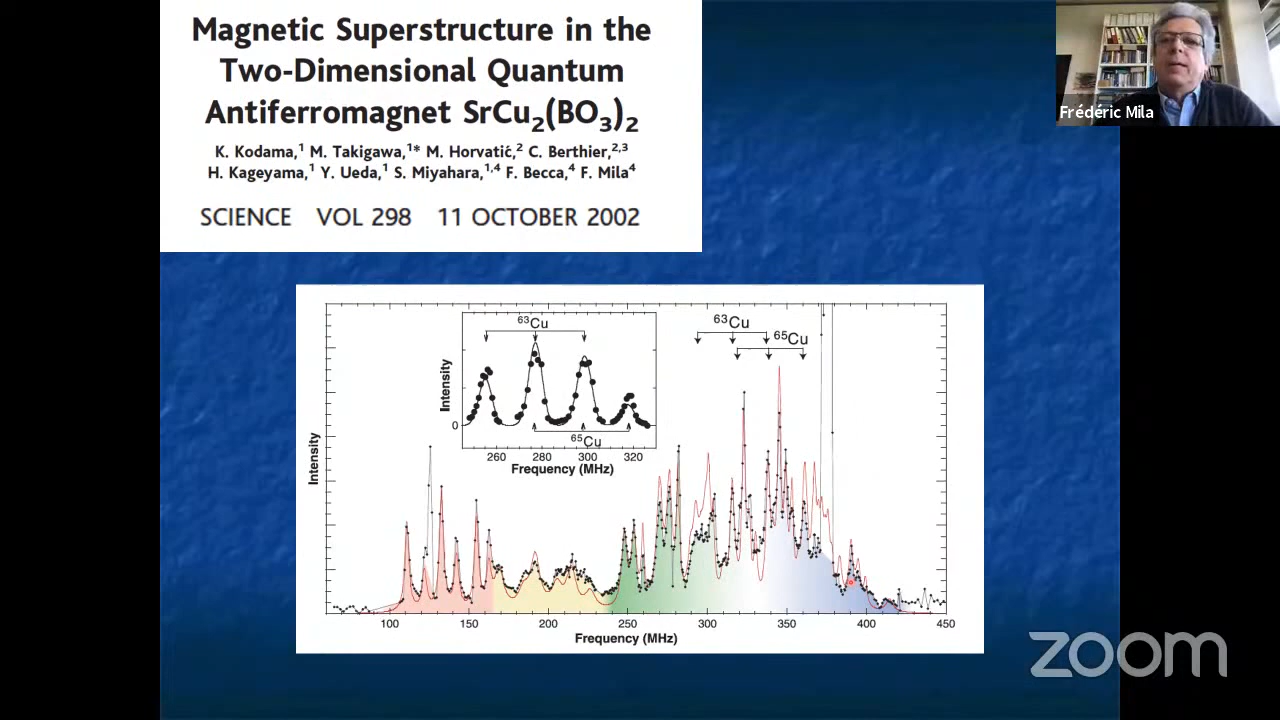 Magnetic Superstructure in the
Two-Dimensional Quantum
Antiferromagnet SrCu₂(BO₃)₂
K. Kodama,¹ M. Takigawa,¹* M. Horvatić,² C. Berthier,²,³
H. Kageyama,¹ Y. Ueda,¹ S. Miyahara,¹,⁴ F. Becca,⁴ F. Mila⁴
SCIENCE VOL 298 11 OCTOBER 2002
Frédéric Mila
⁶³Cu
⁶⁵Cu
Intensity
0
260 280 300 320
Frequency (MHz)
⁶³Cu
⁶⁵Cu
Intensity
100 150 200 250 300 350 400 450
Frequency (MHz)
zoom